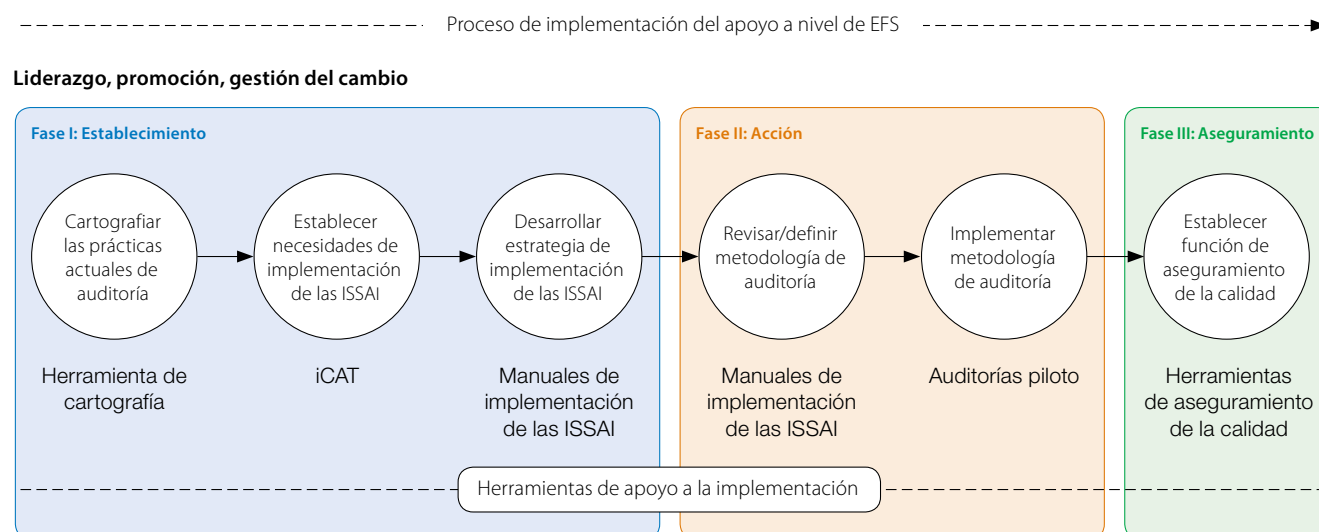 Proceso de implementación del apoyo a nivel de EFS
Liderazgo, promoción, gestión del cambio
Fase I: Establecimiento
Cartografiar
las prácticas
actuales de
auditoría
Establecer
necesidades de
implementación
de las ISSAI
Desarrollar
estrategia de
implementación
de las ISSAI
Herramienta de
cartografía
iCAT
Manuales de
implementación
de las ISSAI
Fase II: Acción
Revisar/definir
metodología de
auditoría
Implementar
metodología
de auditoría
Manuales de
implementación
de las ISSAI
Auditorías piloto
Fase III: Aseguramiento
Establecer
función de
aseguramiento
de la calidad
Herramientas
de aseguramiento
de la calidad
Herramientas de apoyo a la implementación